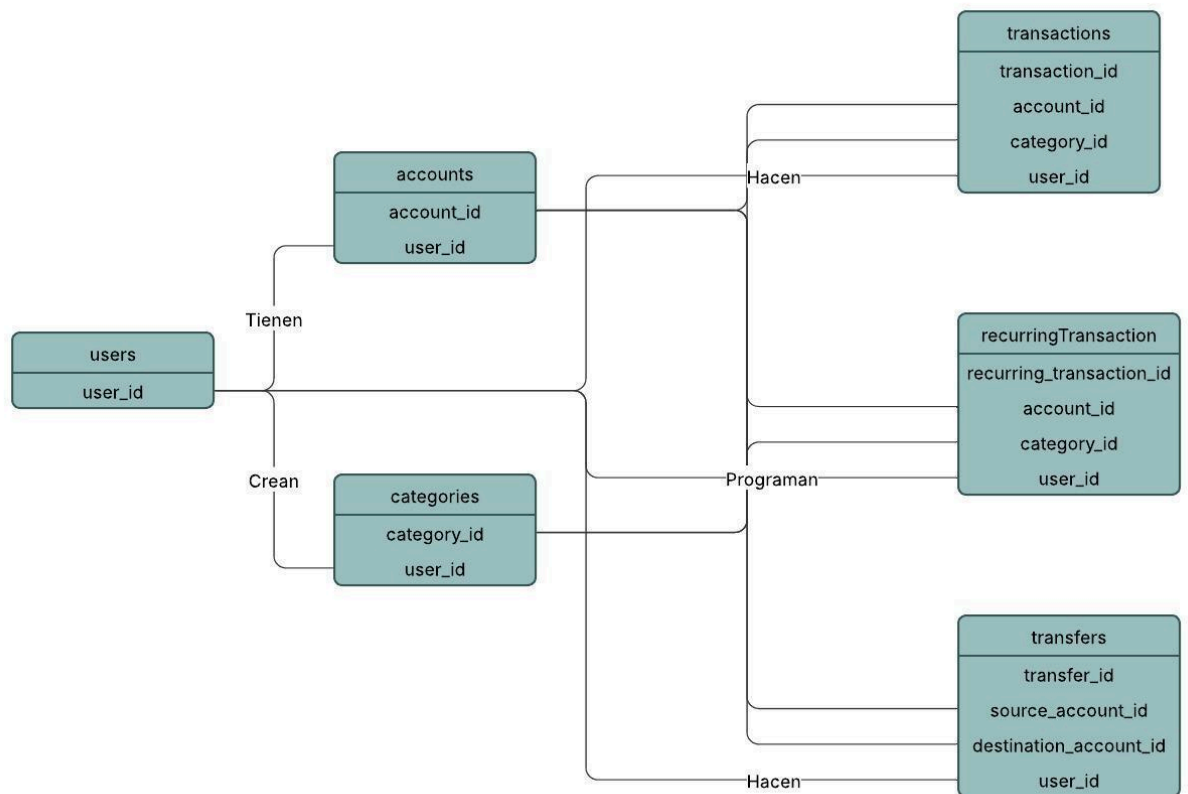 users
user_id
Tienen
Crean
accounts
account_id
user_id
categories
category_id
user_id
Hacen
Programan
Hacen
transactions
transaction_id
account_id
category_id
user_id
recurringTransaction
recurring_transaction_id
account_id
category_id
user_id
transfers
transfer_id
source_account_id
destination_account_id
user_id